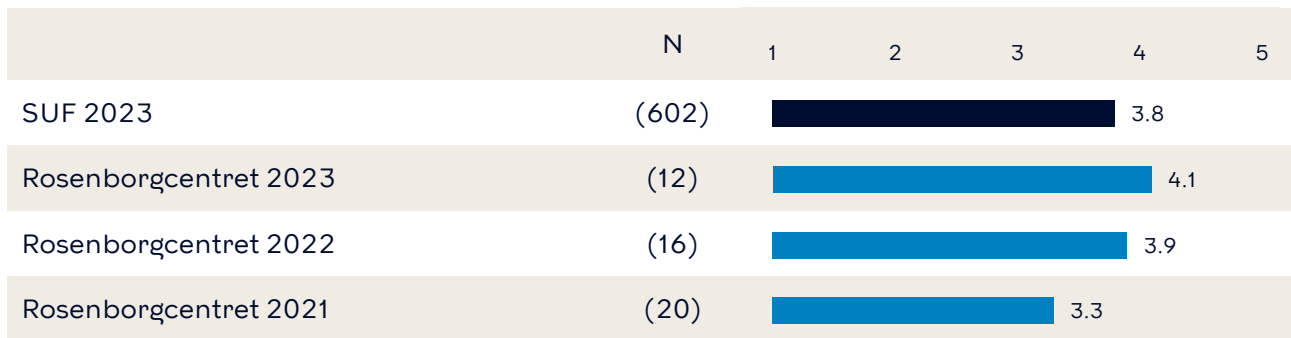 N 1 2 3 4 5
SUF 2023 (602) 3.8
Rosenborgcentret 2023 (12) 4.1
Rosenborgcentret 2022 (16) 3.9
Rosenborgcentret 2021 (20) 3.3